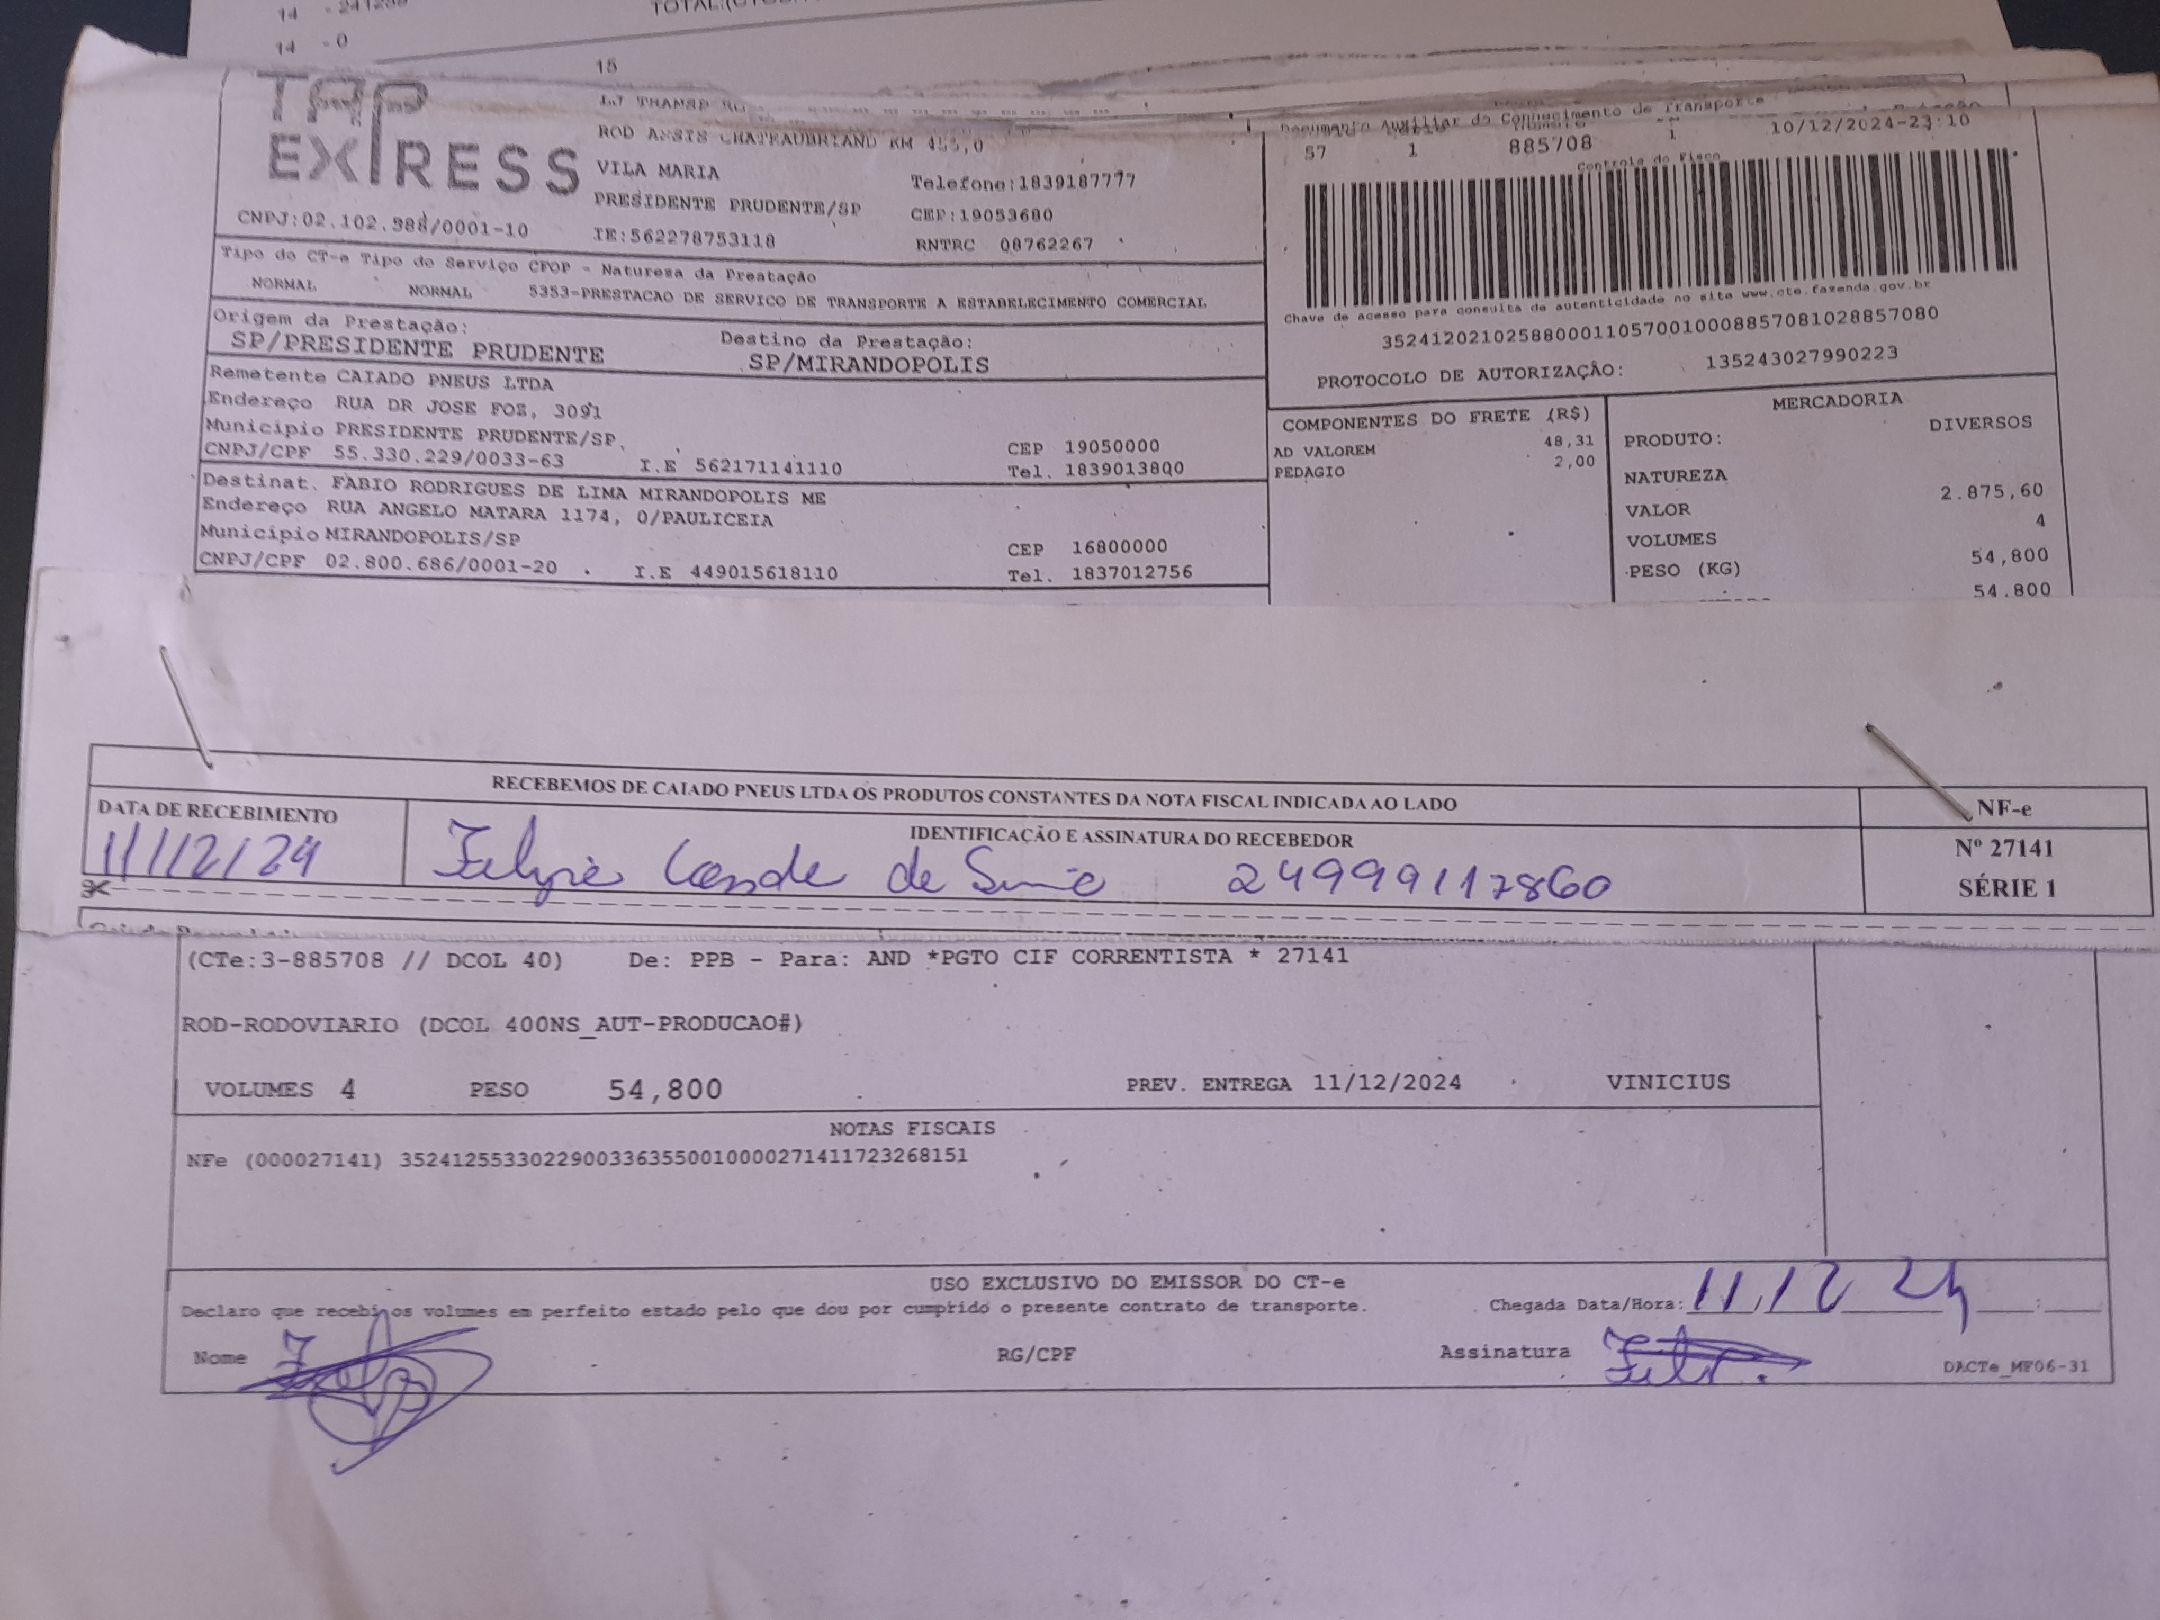 14 - 241238
14 - 0
15
TRP
EXPRESS
ROD ASSIS CHATEAUBRIAND KM 455,0
VILA MARIA
Telefone:1839187777
PRESIDENTE PRUDENTE/SP
CEP:19053680
CNPJ:02.102.588/0001-10
IE:562278753118
RNTRC 08762267
Documento Auxiliar do Conhecimento de Transporte
57 1 885708 1 10/12/2024-23:10
Controle do Fisco
Chave de acesso para consulta de autenticidade no site www.cte.fazenda.gov.br
35241202102588000110570010008857081028857080
PROTOCOLO DE AUTORIZAÇÃO: 135243027990223
Tipo do CT-e Tipo do Serviço CFOP - Natureza da Prestação
NORMAL NORMAL 5353-PRESTACAO DE SERVICO DE TRANSPORTE A ESTABELECIMENTO COMERCIAL
Origem da Prestação: Destino da Prestação:
SP/PRESIDENTE PRUDENTE SP/MIRANDOPOLIS
Remetente CAIADO PNEUS LTDA
Endereço RUA DR JOSE FOZ, 3091
Município PRESIDENTE PRUDENTE/SP CEP 19050000
CNPJ/CPF 55.330.229/0033-63 I.E 562171141110 Tel. 1839013800
Destinat. FABIO RODRIGUES DE LIMA MIRANDOPOLIS ME
Endereço RUA ANGELO MATARA 1174, 0/PAULICEIA
Município MIRANDOPOLIS/SP CEP 16800000
CNPJ/CPF 02.800.686/0001-20 I.E 449015618110 Tel. 1837012756
COMPONENTES DO FRETE (R$)
AD VALOREM 48,31
PEDAGIO 2,00
MERCADORIA
PRODUTO: DIVERSOS
NATUREZA
VALOR 2.875,60
VOLUMES 4
PESO (KG) 54,800
54.800
RECEBEMOS DE CAIADO PNEUS LTDA OS PRODUTOS CONSTANTES DA NOTA FISCAL INDICADA AO LADO
NF-e
DATA DE RECEBIMENTO
IDENTIFICAÇÃO E ASSINATURA DO RECEBEDOR
Nº 27141
11/12/24
24999117860
SÉRIE 1
(CTe:3-885708 // DCOL 40) De: PPB - Para: AND *PGTO CIF CORRENTISTA * 27141
ROD-RODOVIARIO (DCOL 400NS_AUT-PRODUCAO#)
VOLUMES 4 PESO 54,800 PREV. ENTREGA 11/12/2024 VINICIUS
NOTAS FISCAIS
NFe (000027141) 35241255330229003363550010000271411723268151
USO EXCLUSIVO DO EMISSOR DO CT-e
Declaro que recebi os volumes em perfeito estado pelo que dou por cumprido o presente contrato de transporte. Chegada Data/Hora: 11/12 24
Nome RG/CPF Assinatura
DACTe_MF06-31